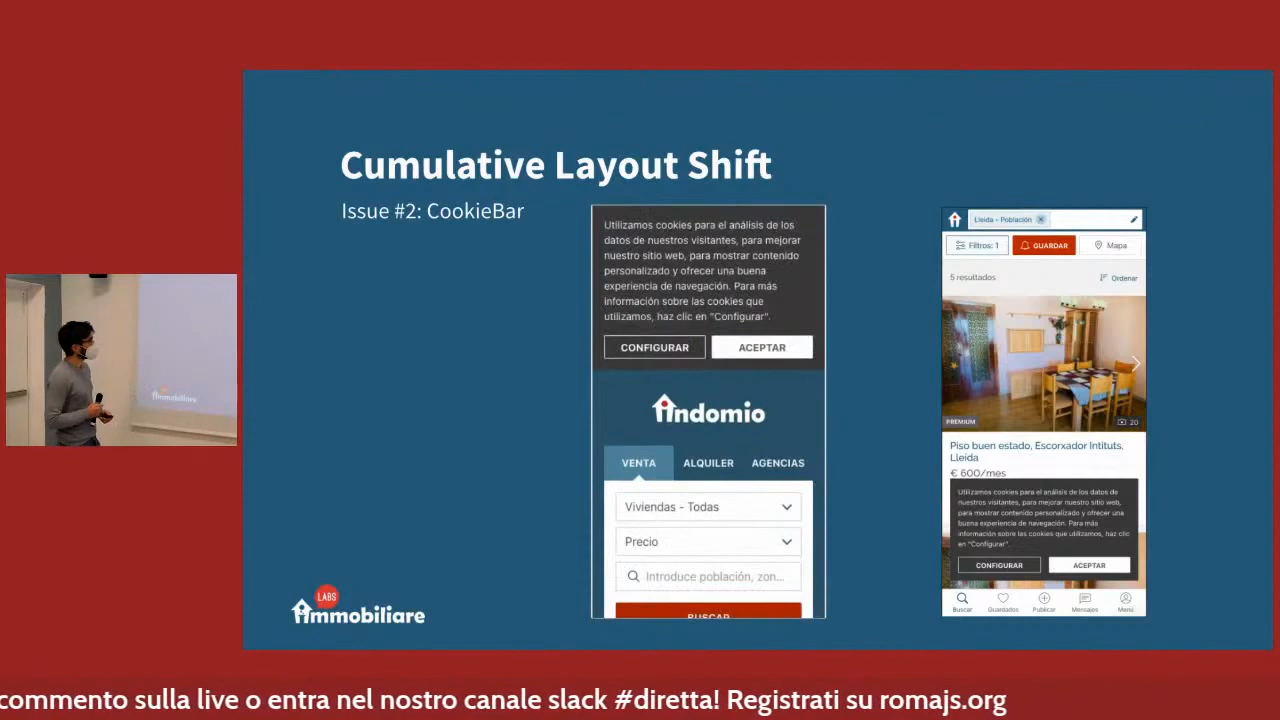 Cumulative Layout Shift
Issue #2: CookieBar
Utilizamos cookies para el análisis de los
datos de nuestros visitantes, para mejorar
nuestro sitio web, para mostrar contenido
personalizado y ofrecer una buena
experiencia de navegación. Para más
información sobre las cookies que
utilizamos, haz clic en "Configurar".
CONFIGURAR ACEPTAR
indomio
VENTA ALQUILER AGENCIAS
Viviendas - Todas
Precio
Introduce población, zon...
BUSCAR
Lleida - Población
Filtros: 1 GUARDAR Mapa
5 resultados Ordenar
PREMIUM 20
Piso buen estado, Escorxador Intituts,
Lleida
€ 600/mes
Utilizamos cookies para el análisis de los datos de
nuestros visitantes, para mejorar nuestro sitio web,
para mostrar contenido personalizado y ofrecer una
buena experiencia de navegación. Para más
información sobre las cookies que utilizamos, haz clic
en "Configurar".
CONFIGURAR ACEPTAR
Buscar Guardados Publicar Mensajes Menú
LABS
immobiliare
immobiliare
commento sulla live o entra nel nostro canale slack #diretta! Registrati su romajs.org